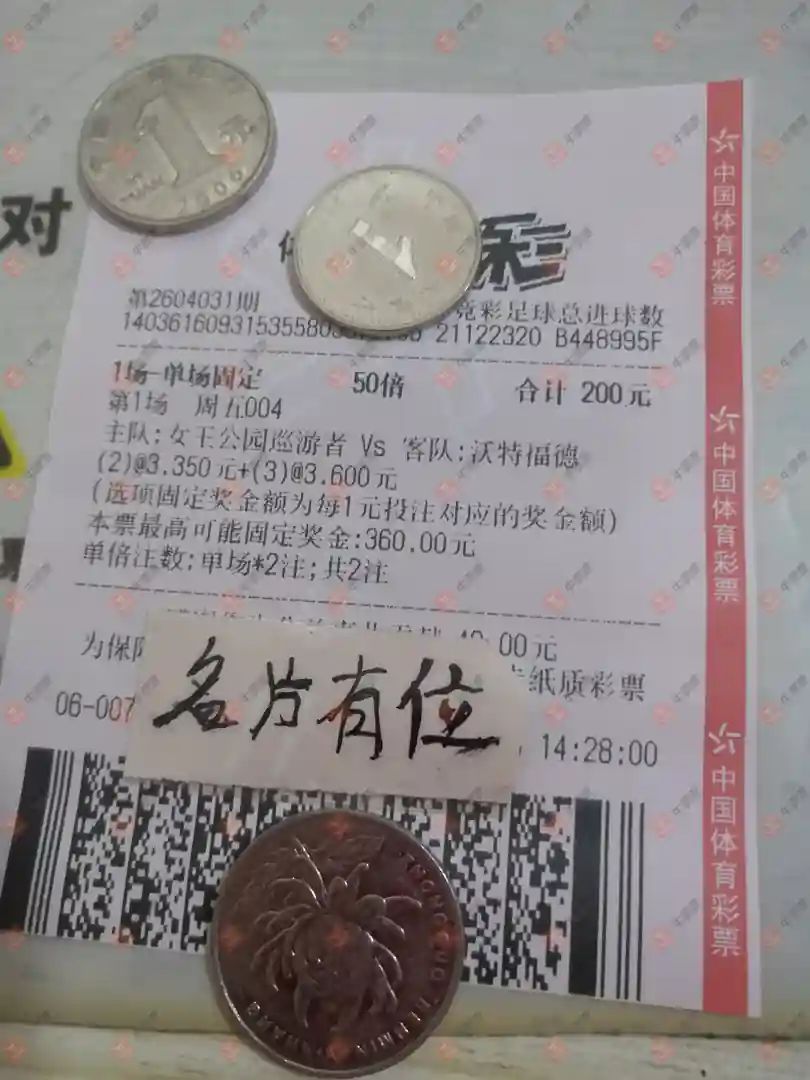 对
1
YUAN
2000
1
彩
第2604031期
竞彩足球总进球数
21122320 B448995F
1场-单场固定 50倍 合计 200元
第1场 周五004
主队:女王公园巡游者 Vs 客队:沃特福德
(2)@3.350元+(3)@3.600元
(选项固定奖金额为每1元投注对应的奖金额)
本票最高可能固定奖金:360.00元
单倍注数:单场*2注;共2注
00元
为保
纸质彩票
名片有位
06-007
14:28:00
中国体育彩票
中国体育彩票
中国体育彩票